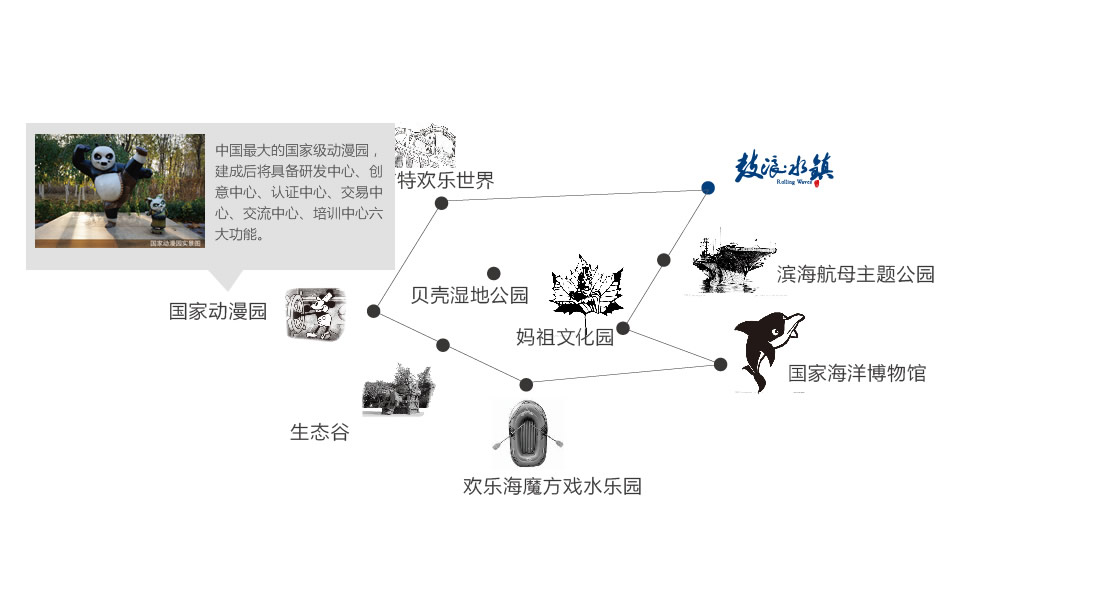 中国最大的国家级动漫园，
建成后将具备研发中心、创
意中心、认证中心、交易中
心、交流中心、培训中心六
大功能。
国家动漫园实景图
特欢乐世界
鼓浪水镇
Rolling Waves
滨海航母主题公园
贝壳湿地公园
国家动漫园
妈祖文化园
国家海洋博物馆
生态谷
欢乐海魔方戏水乐园